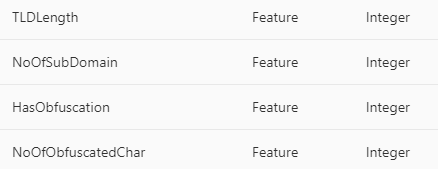 TLDLength Feature Integer
NoOfSubDomain Feature Integer
HasObfuscation Feature Integer
NoOfObfuscatedChar Feature Integer